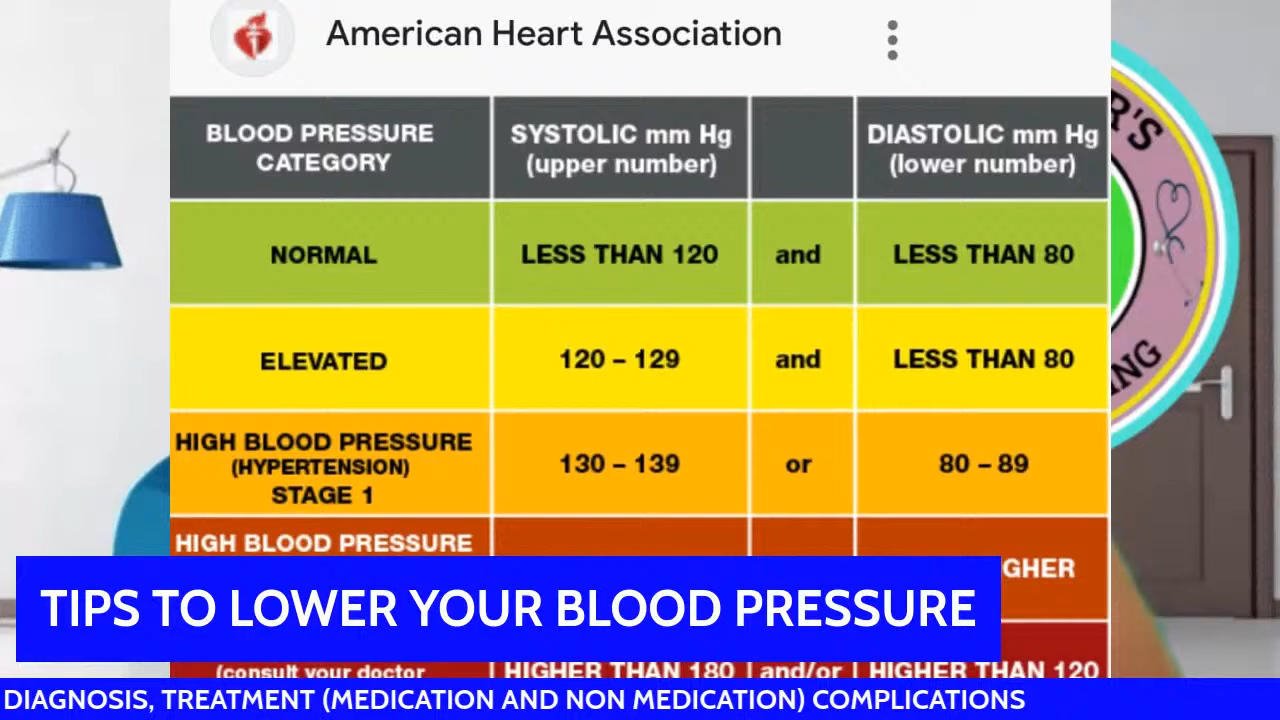 American Heart Association
BLOOD PRESSURE CATEGORY
SYSTOLIC mm Hg (upper number)
DIASTOLIC mm Hg (lower number)
NORMAL
LESS THAN 120
and
LESS THAN 80
ELEVATED
120 – 129
and
LESS THAN 80
HIGH BLOOD PRESSURE
(HYPERTENSION)
STAGE 1
130 – 139
or
80 – 89
HIGH BLOOD PRESSURE
TIPS TO LOWER YOUR BLOOD PRESSURE
(consult your doctor
HIGHER THAN 180
and/or
HIGHER THAN 120
DIAGNOSIS, TREATMENT (MEDICATION AND NON MEDICATION) COMPLICATIONS